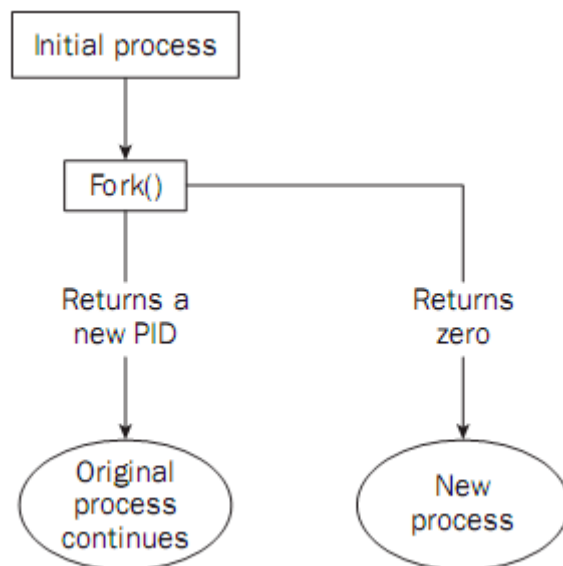 Initial process
Fork()
Returns a
new PID
Returns
zero
Original
process
continues
New
process